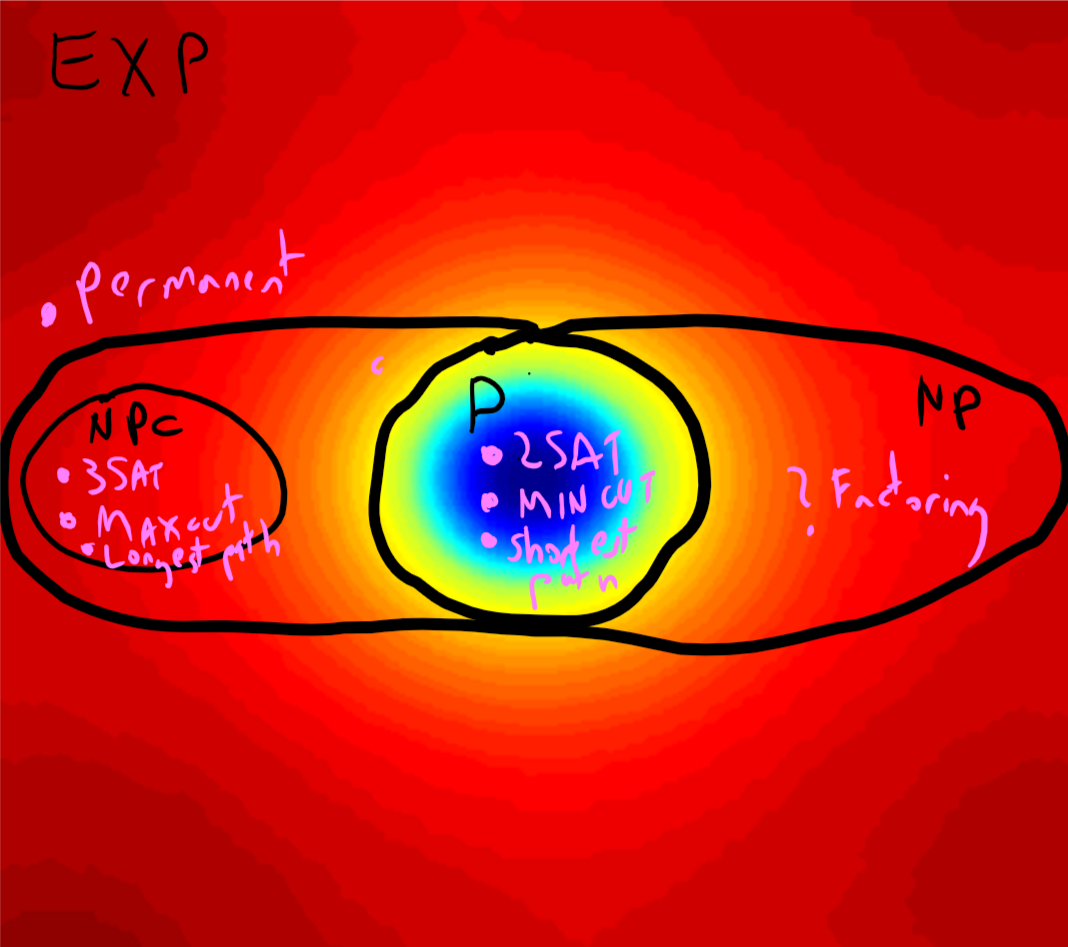 EXP
• Permanent
c
P
NP
NPC
• 3SAT
• MAXcut
• Longest path
• 2SAT
• MIN CUT
• shortest
path
? Factoring